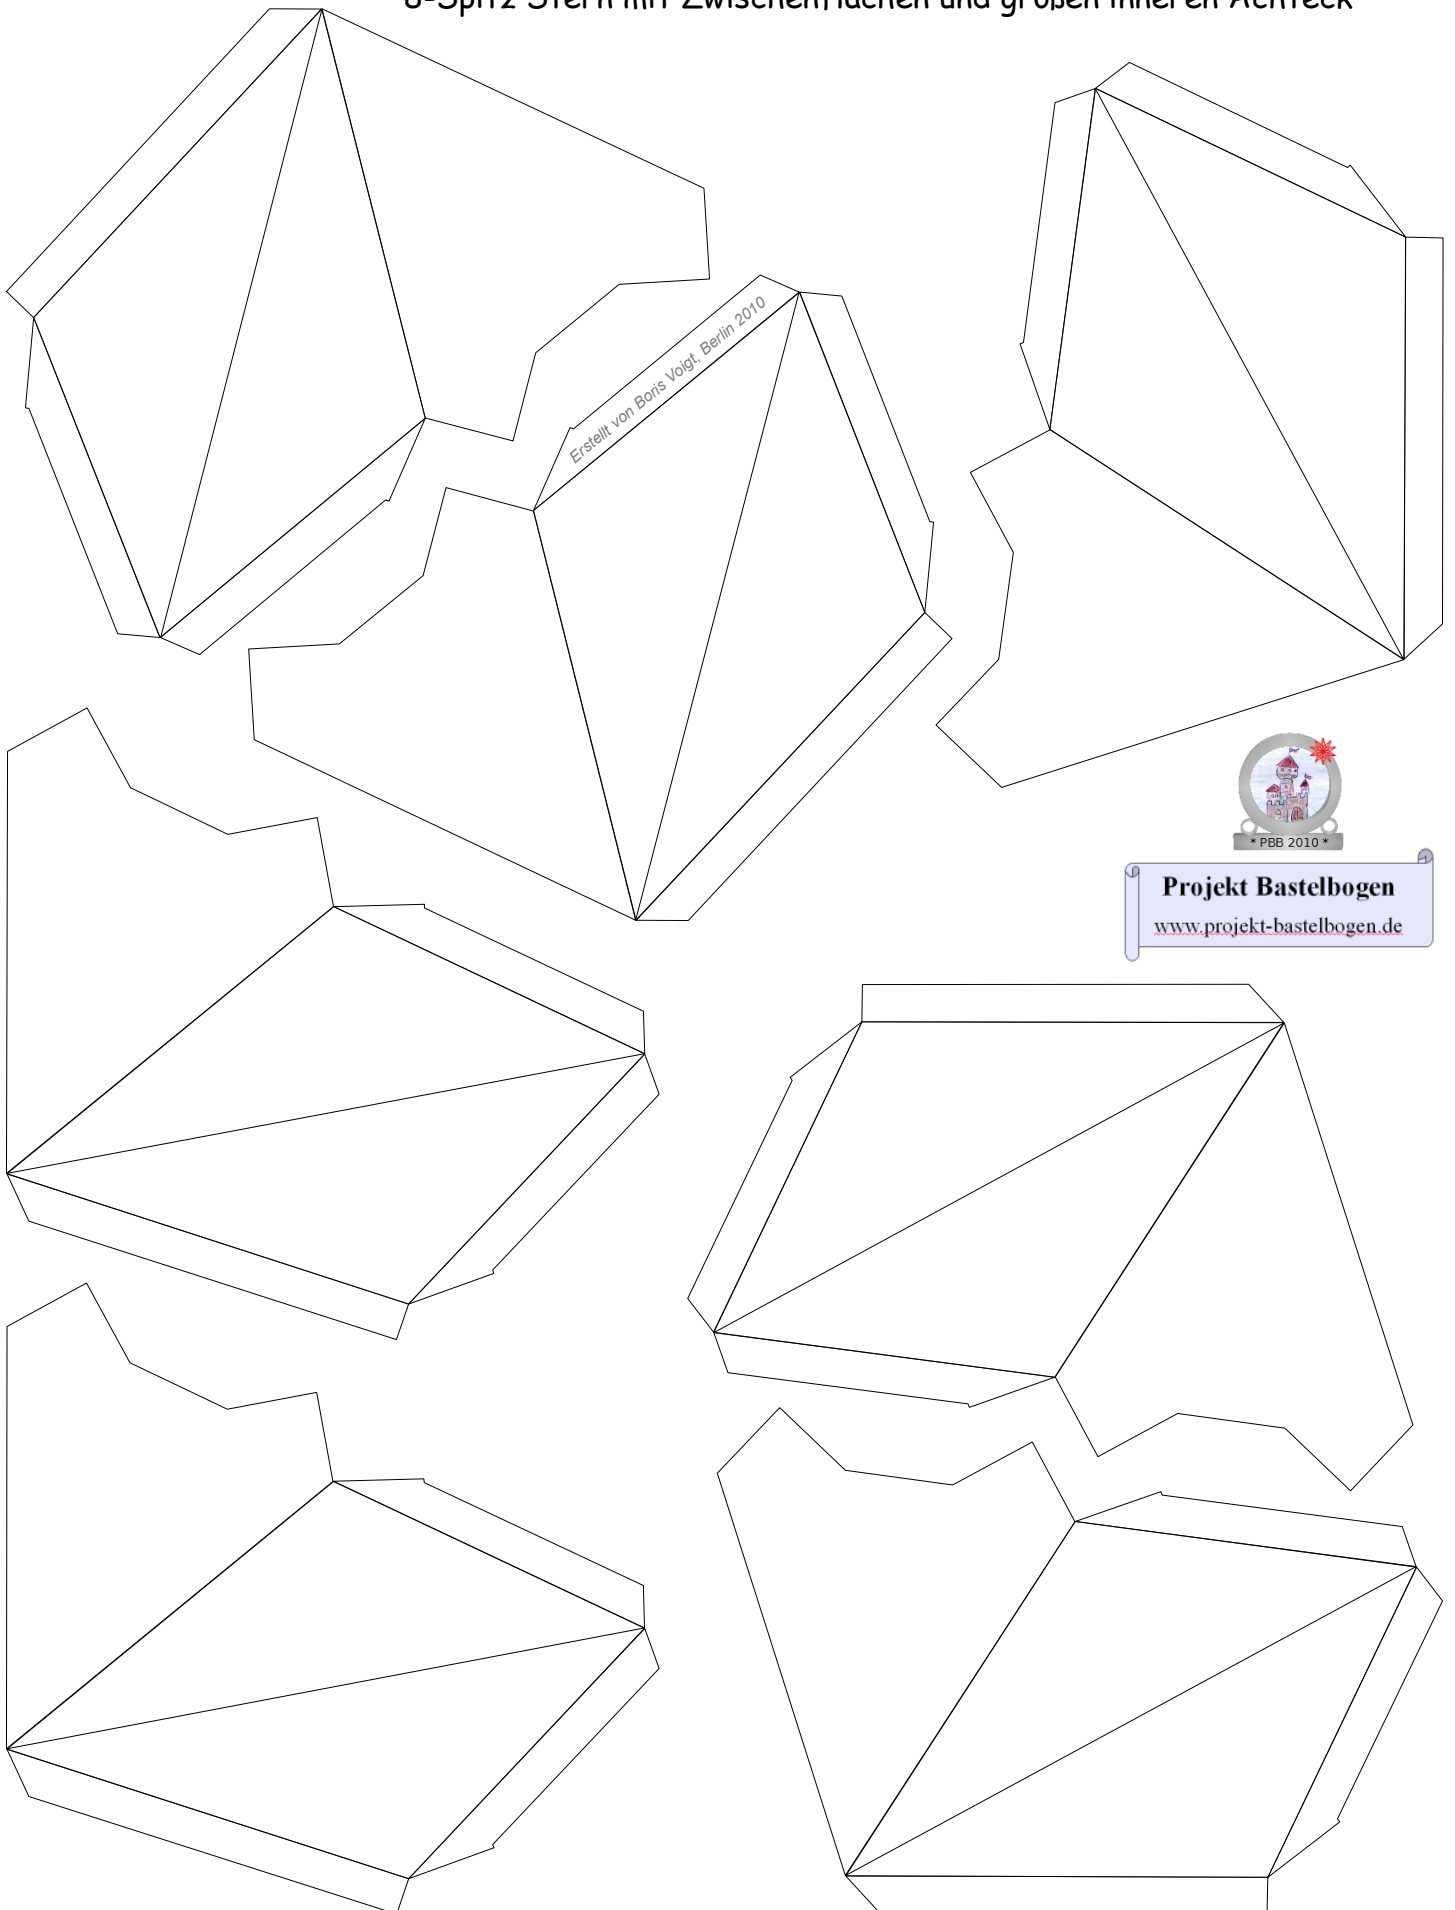 8-Spitz Stern mit Zwischenflächen und großen inneren Achteck
Erstellt von Boris Voigt, Berlin 2010
* PBB 2010 *
Projekt Bastelbogen
www.projekt-bastelbogen.de